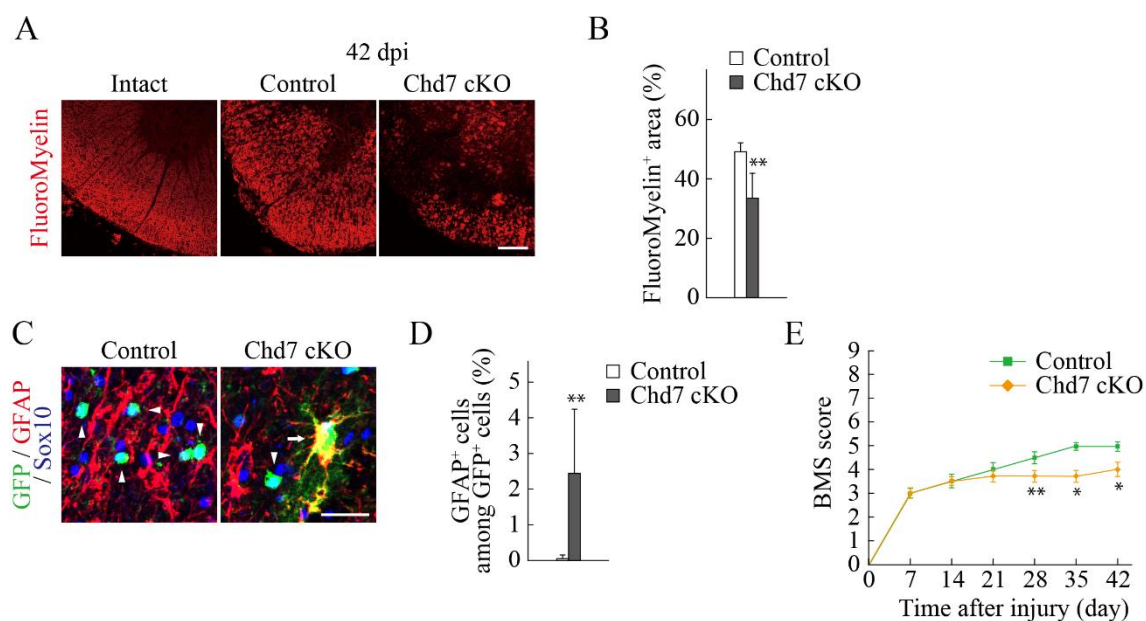 A
42 dpi
Intact
Control
Chd7 cKO
FluoroMyelin
B
Control
Chd7 cKO
FluoroMyelin⁺ area (%)
80
60
40
60
0
**
C
Control
Chd7 cKO
GFP / GFAP
/ Sox10
D
Control
Chd7 cKO
GFAP⁺ cells
among GFP⁺ cells (%)
5
4
3
2
1
0
**
E
Control
Chd7 cKO
BMS score
9
8
7
6
5
4
3
2
1
0
** * *
0 7 14 21 28 35 42
Time after injury (day)